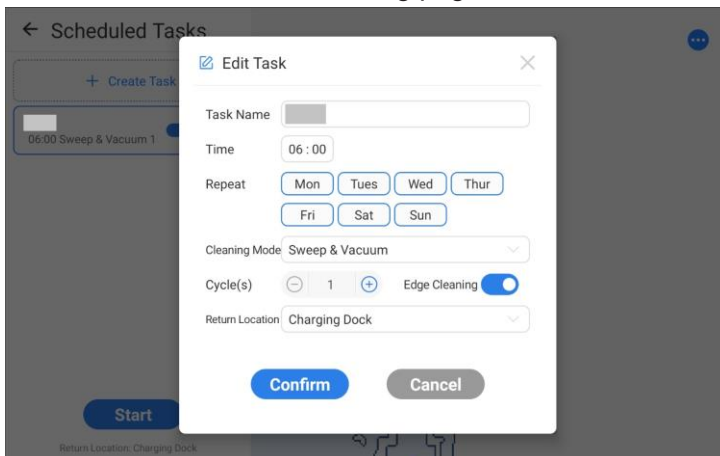 ← Scheduled Tasks
+ Create Task
06:00 Sweep & Vacuum 1
Start
Return Location: Charging Dock
Edit Task
Task Name
Time 06 : 00
Repeat Mon Tues Wed Thur
Fri Sat Sun
Cleaning Mode Sweep & Vacuum
Cycle(s) 1 Edge Cleaning
Return Location Charging Dock
Confirm Cancel